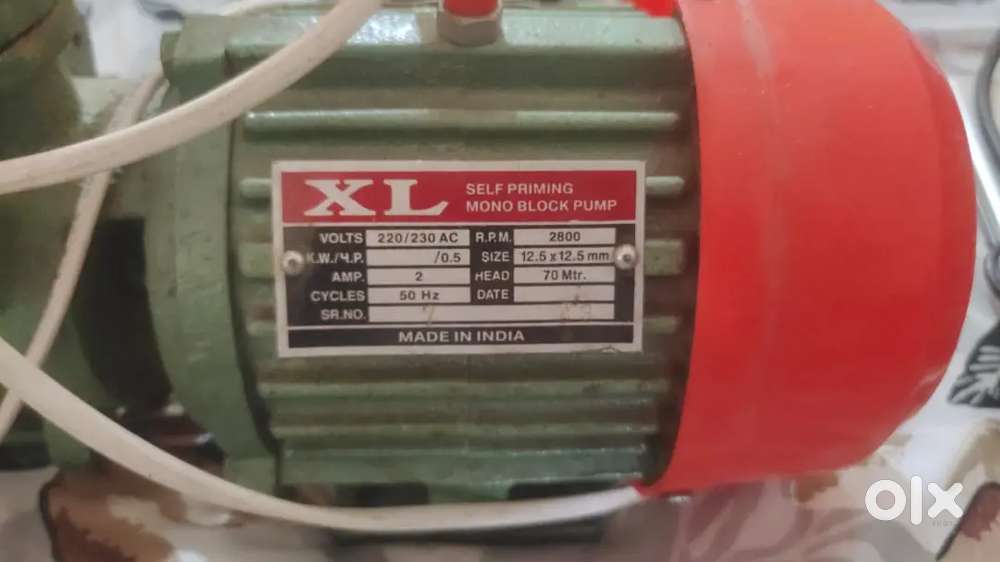 XL
SELF PRIMING
MONO BLOCK PUMP
VOLTS 220/230 AC R.P.M. 2800
K.W./H.P. /0.5 SIZE 12.5 x 12.5 mm
AMP. 2 HEAD 70 Mtr.
CYCLES 50 Hz DATE
SR.NO. 7
MADE IN INDIA
olx